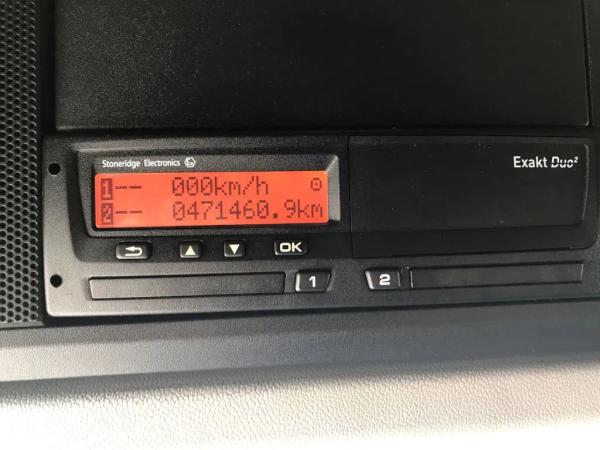 Stoneridge Electronics
Exakt Duo²
1 -- 000km/h
2 -- 0471460.9km
OK
1
2